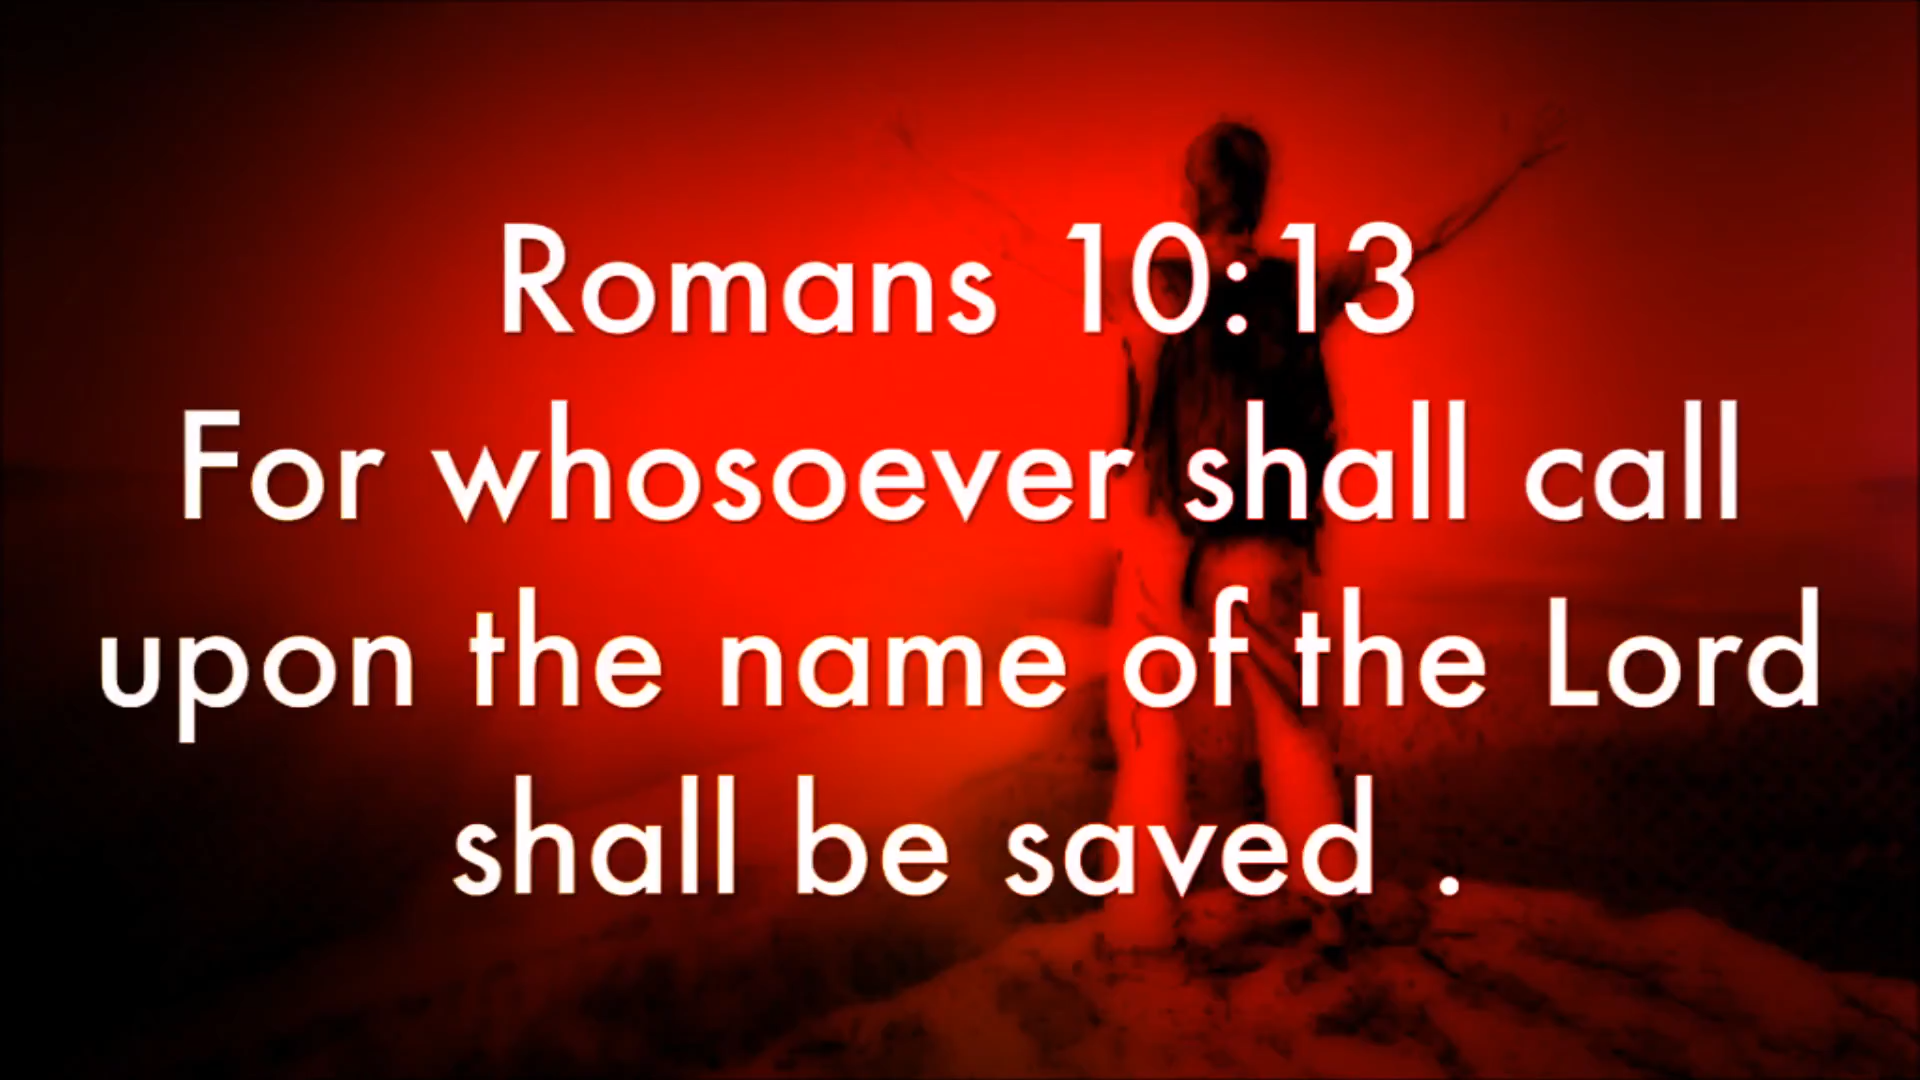 Romans 10:13
For whosoever shall call
upon the name of the Lord
shall be saved .